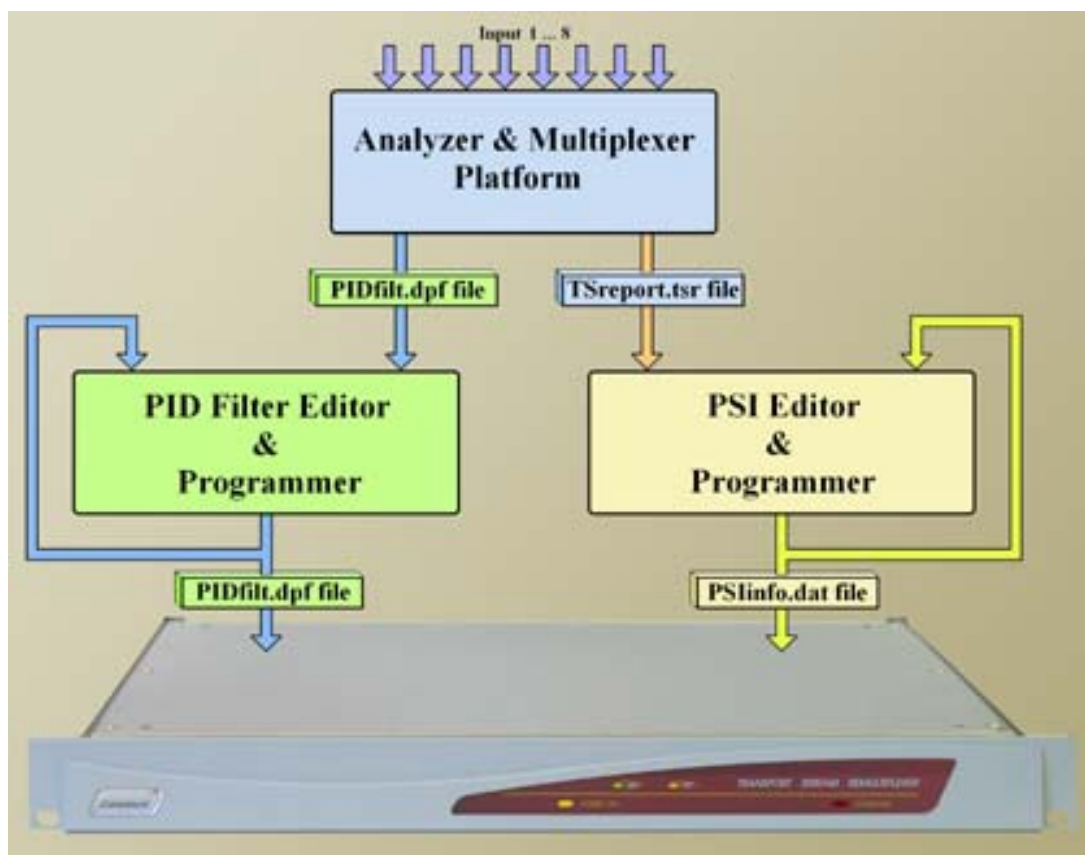 Input 1 ... 8
Analyzer & Multiplexer
Platform
PIDfilt.dpf file
TSreport.tsr file
PID Filter Editor
&
Programmer
PSI Editor
&
Programmer
PIDfilt.dpf file
PSIinfo.dat file
TRANSPORT STREAM REMULTIPLEXER